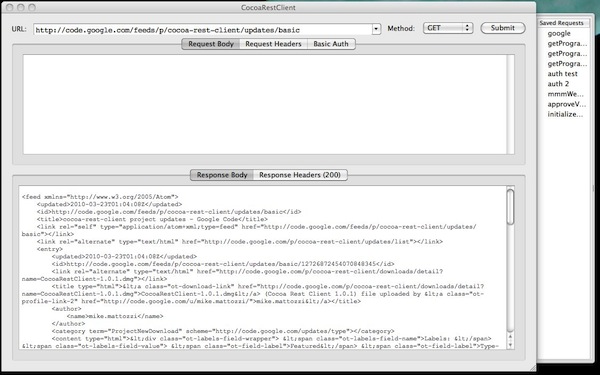 CocoaRestClient
URL: http://code.google.com/feeds/p/cocoa-rest-client/updates/basic Method: GET Submit
Request Body Request Headers Basic Auth
Response Body Response Headers (200)
<feed xmlns="http://www.w3.org/2005/Atom">
<updated>2010-03-23T01:04:08Z</updated>
<id>http://code.google.com/feeds/p/cocoa-rest-client/updates/basic</id>
<title>cocoa-rest-client project updates - Google Code</title>
<link rel="self" type="application/atom+xml;type=feed" href="http://code.google.com/feeds/p/cocoa-rest-client/updates/
basic"></link>
<link rel="alternate" type="text/html" href="http://code.google.com/p/cocoa-rest-client/updates/list"></link>
<entry>
<updated>2010-03-23T01:04:08Z</updated>
<id>http://code.google.com/feeds/p/cocoa-rest-client/updates/basic/12726872454070848345</id>
<link rel="alternate" type="text/html" href="http://code.google.com/p/cocoa-rest-client/downloads/detail?
name=CocoaRestClient-1.0.1.dmg"></link>
<title type="html">&lt;a class="ot-download-link" href="http://code.google.com/p/cocoa-rest-client/downloads/detail?
name=CocoaRestClient-1.0.1.dmg">CocoaRestClient-1.0.1.dmg&lt;/a> (Cocoa Rest Client 1.0.1) file uploaded by &lt;a class="ot-
profile-link-2" href="http://code.google.com/u/mike.mattozzi/">mike.mattozzi&lt;/a></title>
<author>
<name>mike.mattozzi</name>
</author>
<category term="ProjectNewDownload" scheme="http://code.google.com/updates/type"></category>
<content type="html">&lt;div class="ot-labels-field-wrapper"> &lt;span class="ot-labels-field-name">Labels: &lt;/span>
&lt;span class="ot-labels-field-value"> &lt;span class="ot-field-label">Featured&lt;/span> &lt;span class="ot-field-label">Type-
Saved Requests
google
getProgra...
getProgra...
getProgra...
auth test
auth 2
mmmWe...
approveV...
initialize...